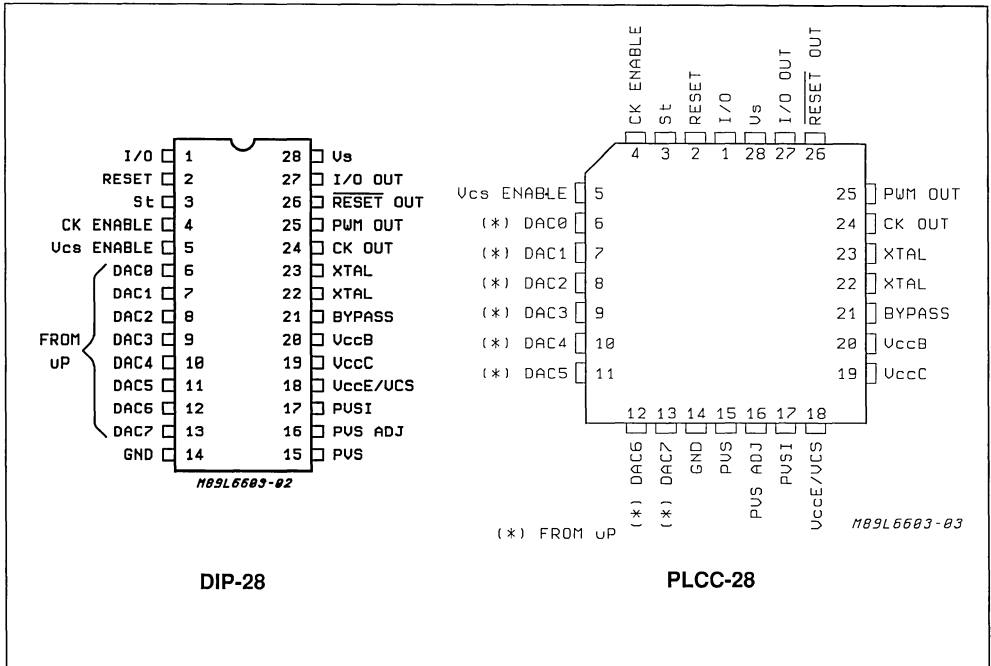 I/O 1 28 Vs
RESET 2 27 I/O OUT
St 3 26 RESET OUT
CK ENABLE 4 25 PWM OUT
Vcs ENABLE 5 24 CK OUT
DAC0 6 23 XTAL
DAC1 7 22 XTAL
DAC2 8 21 BYPASS
DAC3 9 20 VccB
DAC4 10 19 VccC
DAC5 11 18 VccE/VCS
DAC6 12 17 PVSI
DAC7 13 16 PVS ADJ
GND 14 15 PVS
FROM
uP
M89L6603-02
DIP-28
CK ENABLE
St
RESET
I/O
Vs
I/O OUT
RESET OUT
4 3 2 1 28 27 26
Vcs ENABLE 5 25 PWM OUT
(*) DAC0 6 24 CK OUT
(*) DAC1 7 23 XTAL
(*) DAC2 8 22 XTAL
(*) DAC3 9 21 BYPASS
(*) DAC4 10 20 VccB
(*) DAC5 11 19 VccC
12 13 14 15 16 17 18
(*) DAC6
(*) DAC7
GND
PVS
PVS ADJ
PVSI
VccE/VCS
(*) FROM uP
M89L6603-03
PLCC-28